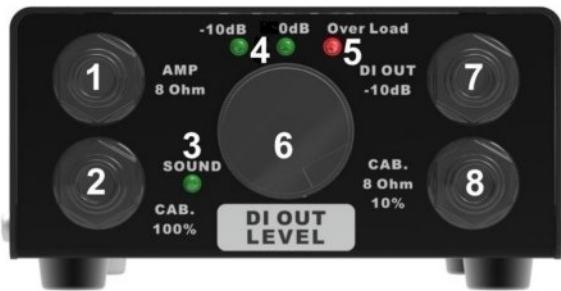 -10dB
0dB
Over Load
4
5
1
AMP
8 Ohm
DI OUT
-10dB
7
3
SOUND
6
2
CAB.
100%
CAB.
8 Ohm
10%
8
DI OUT
LEVEL